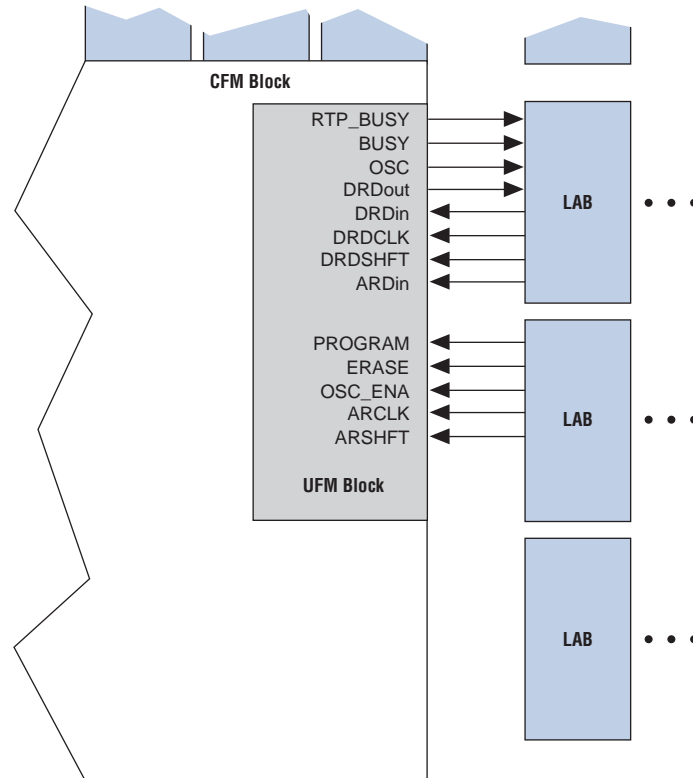 CFM Block
RTP_BUSY
BUSY
OSC
DRDout
DRDin
DRDCLK
DRDSHFT
ARDin
PROGRAM
ERASE
OSC_ENA
ARCLK
ARSHFT
UFM Block
LAB
LAB
LAB